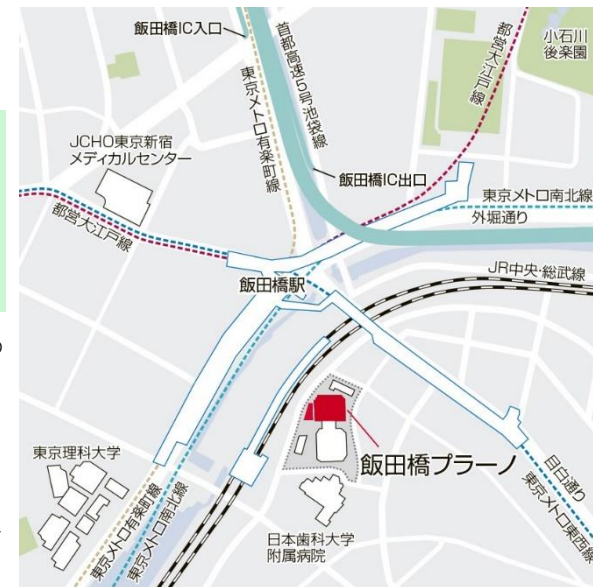 飯田橋IC入口
首都高速5号池袋線
都営大江戸線
小石川
後楽園
東京メトロ有楽町線
JCHO東京新宿
メディカルセンター
飯田橋IC出口
東京メトロ南北線
外堀通り
都営大江戸線
JR中央・総武線
飯田橋駅
の
飯田橋プラーノ
東京理科大学
目白通り
東京メトロ東西線
東京メトロ有楽町線
東京メトロ南北線
日本歯科大学
附属病院